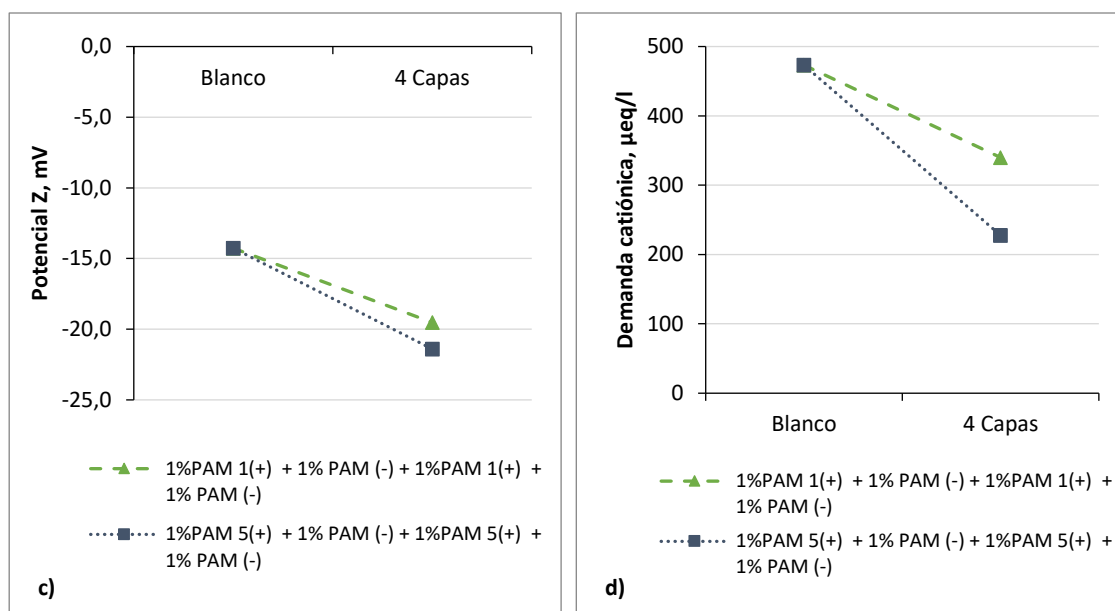 0,0
-5,0
-10,0
-15,0
-20,0
-25,0
Blanco
4 Capas
Potencial Z, mV
1%PAM 1(+) + 1% PAM (-) + 1%PAM 1(+) +
1% PAM (-)
1%PAM 5(+) + 1% PAM (-) + 1%PAM 5(+) +
1% PAM (-)
c)
500
400
300
200
100
0
Blanco
4 Capas
Demanda catiónica, µeq/l
1%PAM 1(+) + 1% PAM (-) + 1%PAM 1(+) +
1% PAM (-)
1%PAM 5(+) + 1% PAM (-) + 1%PAM 5(+) +
1% PAM (-)
d)